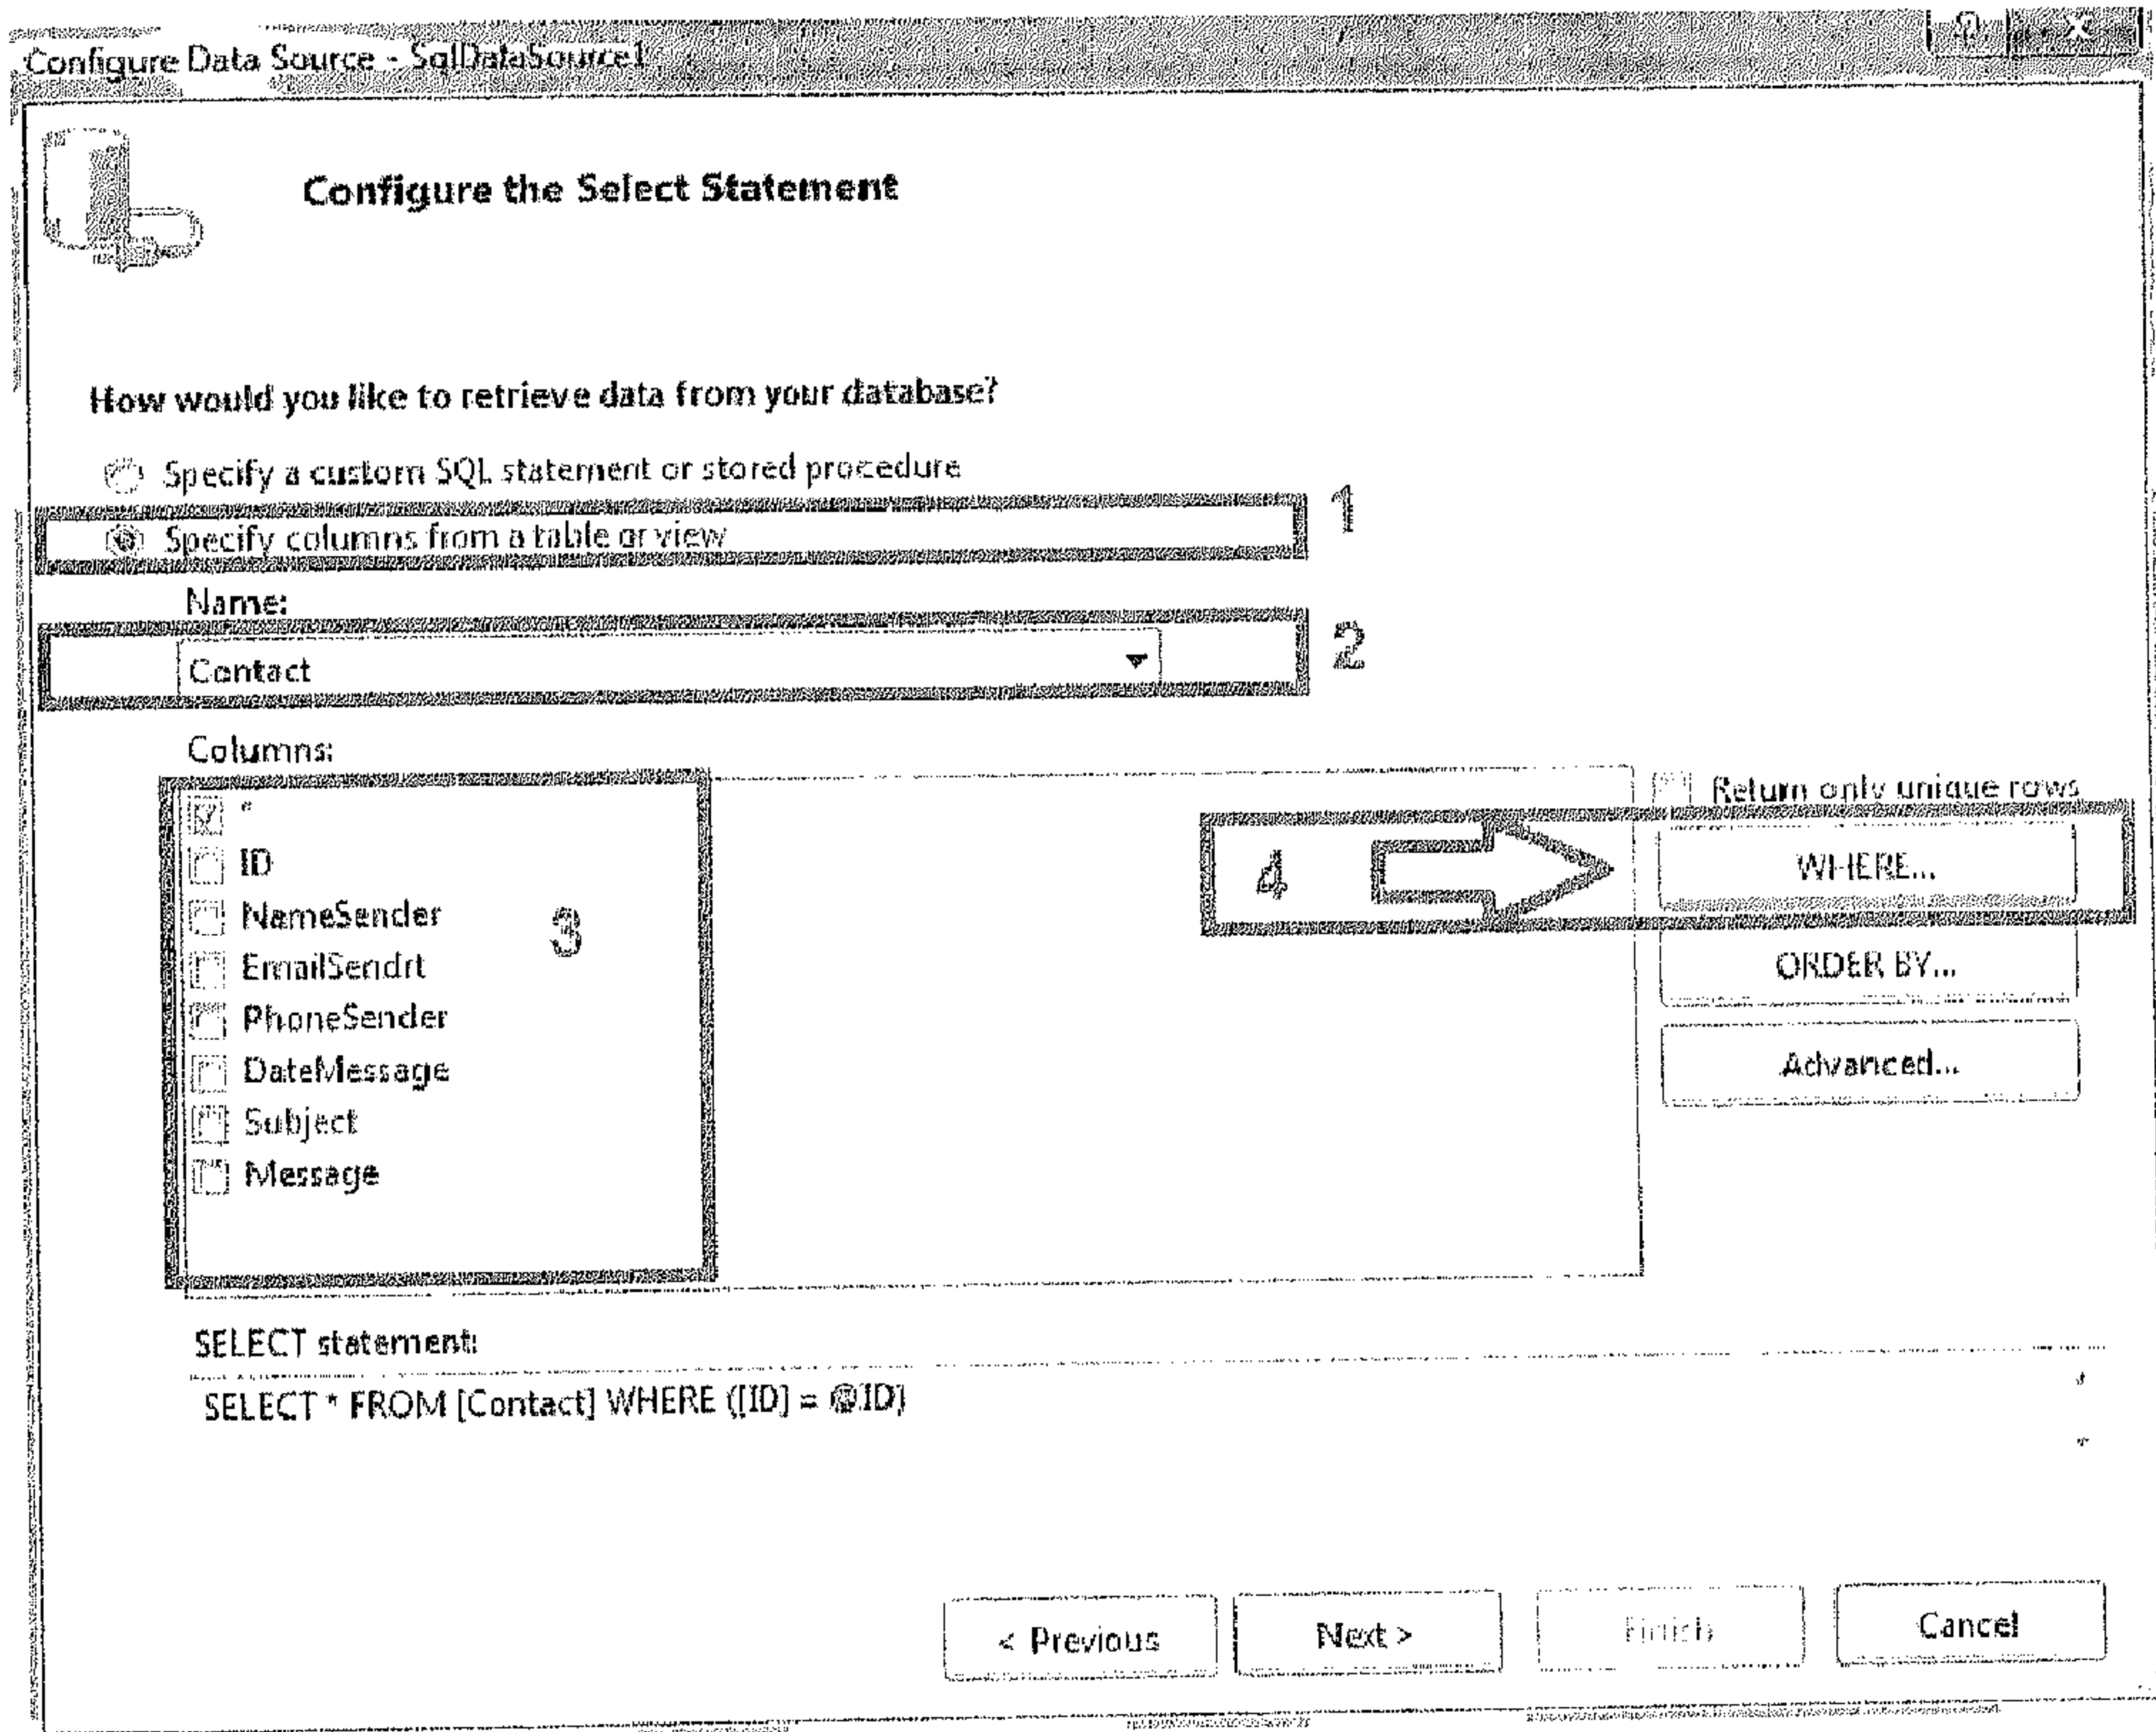 Configure Data Source - SqlDataSource1
Configure the Select Statement
How would you like to retrieve data from your database?
Specify a custom SQL statement or stored procedure
Specify columns from a table or view
1
Name:
Contact
2
Columns:
*
ID
NameSender
EmailSendrt
PhoneSender
DateMessage
Subject
Message
3
Return only unique rows
4
WHERE...
ORDER BY...
Advanced...
SELECT statement:
SELECT * FROM [Contact] WHERE ([ID] = @ID)
< Previous
Next >
Finish
Cancel